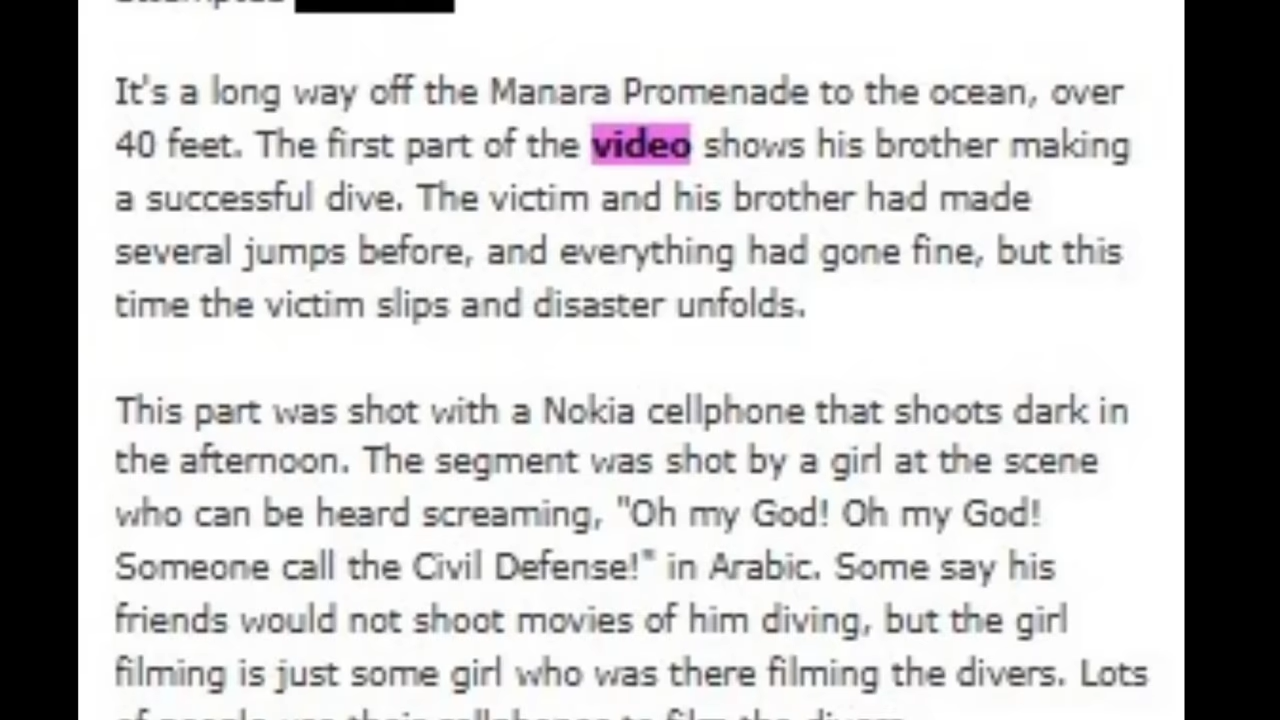 It's a long way off the Manara Promenade to the ocean, over
40 feet. The first part of the video shows his brother making
a successful dive. The victim and his brother had made
several jumps before, and everything had gone fine, but this
time the victim slips and disaster unfolds.
This part was shot with a Nokia cellphone that shoots dark in
the afternoon. The segment was shot by a girl at the scene
who can be heard screaming, "Oh my God! Oh my God!
Someone call the Civil Defense!" in Arabic. Some say his
friends would not shoot movies of him diving, but the girl
filming is just some girl who was there filming the divers. Lots